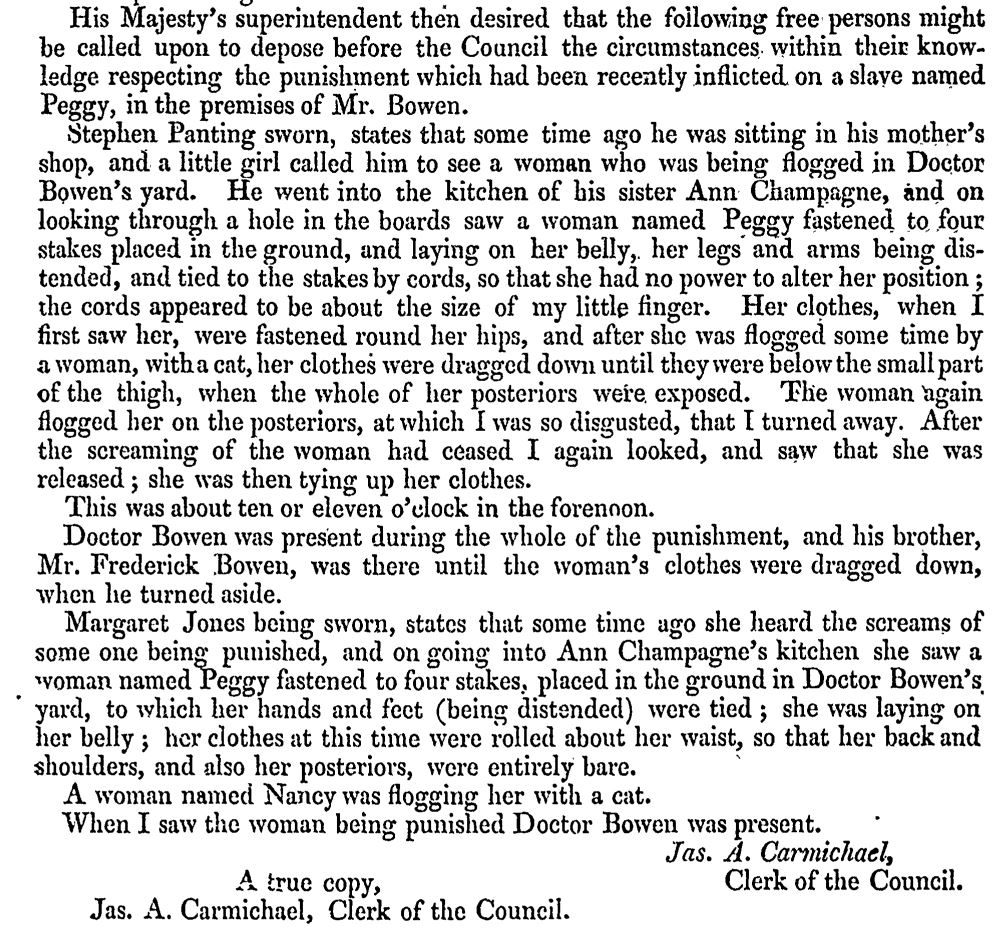 His Majesty's superintendent then desired that the following free persons might
be called upon to depose before the Council the circumstances within their know-
ledge respecting the punishment which had been recently inflicted on a slave named
Peggy, in the premises of Mr. Bowen.
Stephen Panting sworn, states that some time ago he was sitting in his mother's
shop, and a little girl called him to see a woman who was being flogged in Doctor
Bowen's yard. He went into the kitchen of his sister Ann Champagne, and on
looking through a hole in the boards saw a woman named Peggy fastened to four
stakes placed in the ground, and laying on her belly, her legs and arms being dis-
tended, and tied to the stakes by cords, so that she had no power to alter her position ;
the cords appeared to be about the size of my little finger. Her clothes, when I
first saw her, were fastened round her hips, and after she was flogged some time by
a woman, with a cat, her clothes were dragged down until they were below the small part
of the thigh, when the whole of her posteriors were exposed. The woman again
flogged her on the posteriors, at which I was so disgusted, that I turned away. After
the screaming of the woman had ceased I again looked, and saw that she was
released ; she was then tying up her clothes.
This was about ten or eleven o'clock in the forenoon.
Doctor Bowen was present during the whole of the punishment, and his brother,
Mr. Frederick Bowen, was there until the woman's clothes were dragged down,
when he turned aside.
Margaret Jones being sworn, states that some time ago she heard the screams of
some one being punished, and on going into Ann Champagne's kitchen she saw a
woman named Peggy fastened to four stakes, placed in the ground in Doctor Bowen's
yard, to which her hands and feet (being distended) were tied ; she was laying on
her belly ; her clothes at this time were rolled about her waist, so that her back and
shoulders, and also her posteriors, were entirely bare.
A woman named Nancy was flogging her with a cat.
When I saw the woman being punished Doctor Bowen was present.
Jas. A. Carmichael,
Clerk of the Council.
A true copy,
Jas. A. Carmichael, Clerk of the Council.